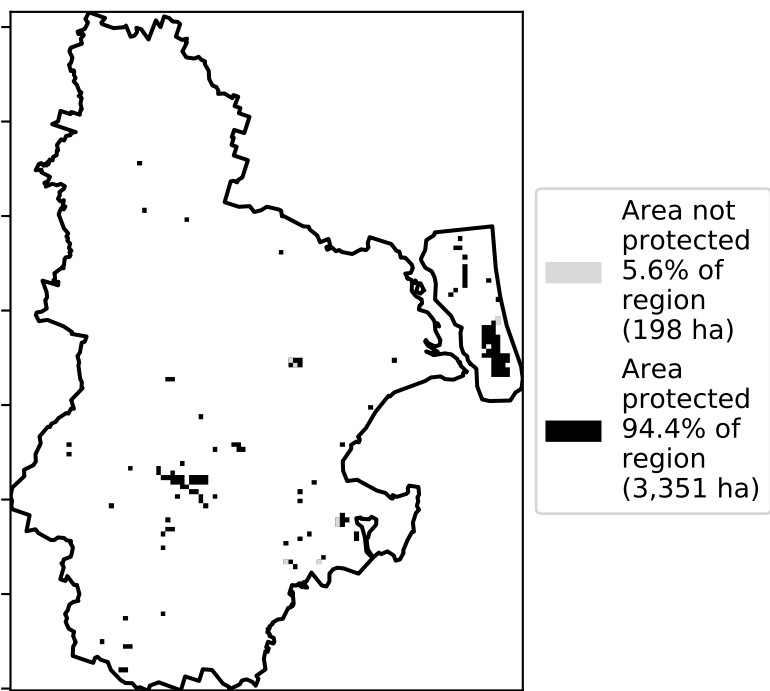 Area not
protected
5.6% of
region
(198 ha)
Area
protected
94.4% of
region
(3,351 ha)